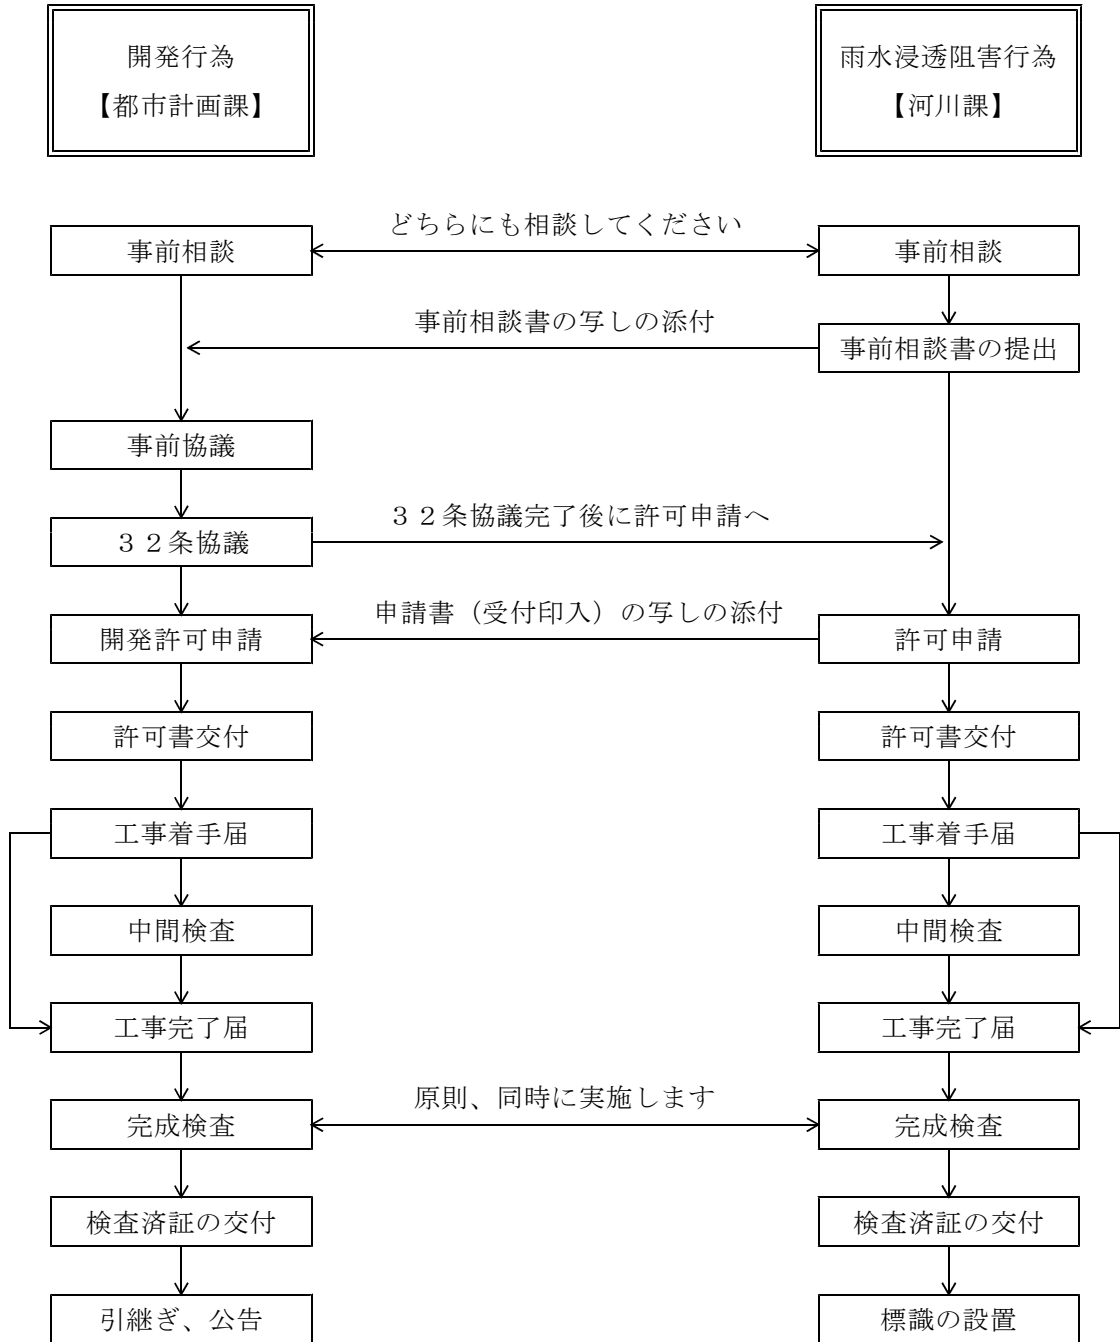 開発行為
【都市計画課】
雨水浸透阻害行為
【河川課】
どちらにも相談してください
事前相談
事前相談
事前相談書の写しの添付
事前相談書の提出
事前協議
３２条協議完了後に許可申請へ
３２条協議
申請書（受付印入）の写しの添付
開発許可申請
許可申請
許可書交付
許可書交付
工事着手届
工事着手届
中間検査
中間検査
工事完了届
工事完了届
原則、同時に実施します
完成検査
完成検査
検査済証の交付
検査済証の交付
引継ぎ、公告
標識の設置